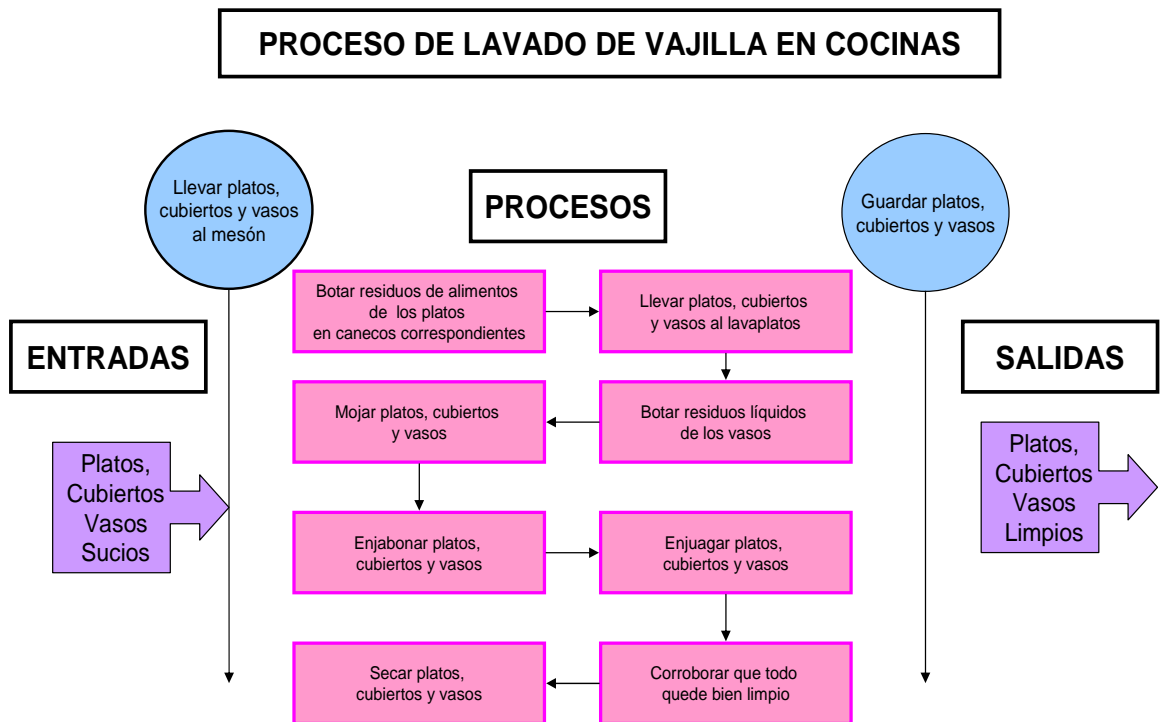 PROCESO DE LAVADO DE VAJILLA EN COCINAS
Llevar platos,
cubiertos y vasos
al mesón
PROCESOS
Guardar platos,
cubiertos y vasos
Botar residuos de alimentos
de los platos
en canecos correspondientes
Llevar platos, cubiertos
y vasos al lavaplatos
ENTRADAS
SALIDAS
Mojar platos, cubiertos
y vasos
Botar residuos líquidos
de los vasos
Platos,
Cubiertos
Vasos
Sucios
Platos,
Cubiertos
Vasos
Limpios
Enjabonar platos,
cubiertos y vasos
Enjuagar platos,
cubiertos y vasos
Secar platos,
cubiertos y vasos
Corroborar que todo
quede bien limpio